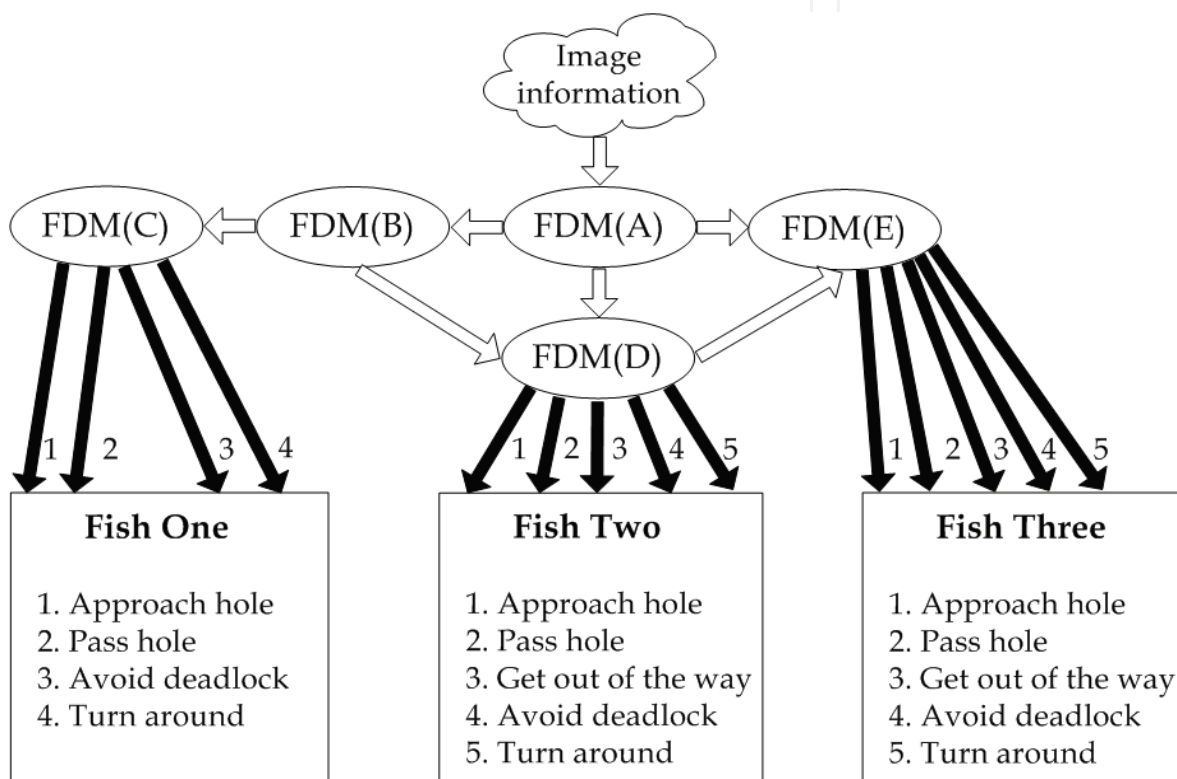 Image
information
FDM(C)
FDM(B)
FDM(A)
FDM(E)
FDM(D)
1 2 3 4
1 2 3 4 5
1 2 3 4 5
Fish One
1. Approach hole
2. Pass hole
3. Avoid deadlock
4. Turn around
Fish Two
1. Approach hole
2. Pass hole
3. Get out of the way
4. Avoid deadlock
5. Turn around
Fish Three
1. Approach hole
2. Pass hole
3. Get out of the way
4. Avoid deadlock
5. Turn around